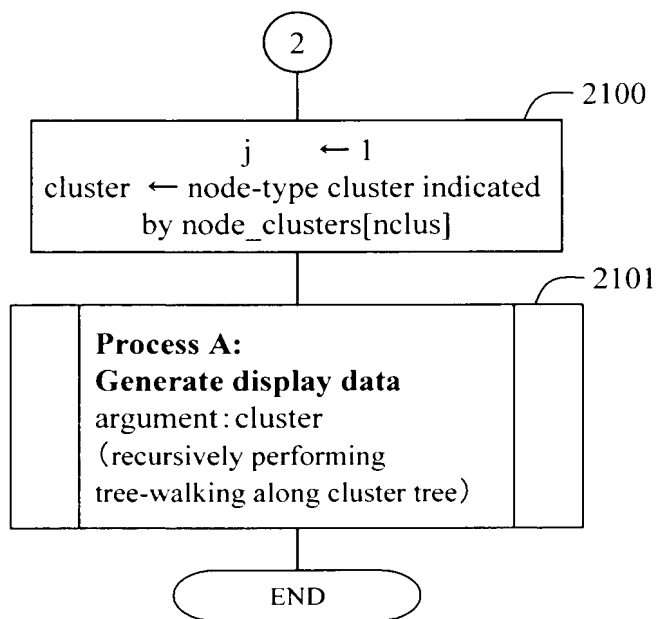 2
2100
j ← 1
cluster ← node-type cluster indicated
by node_clusters[nclus]
2101
Process A:
Generate display data
argument: cluster
(recursively performing
tree-walking along cluster tree)
END